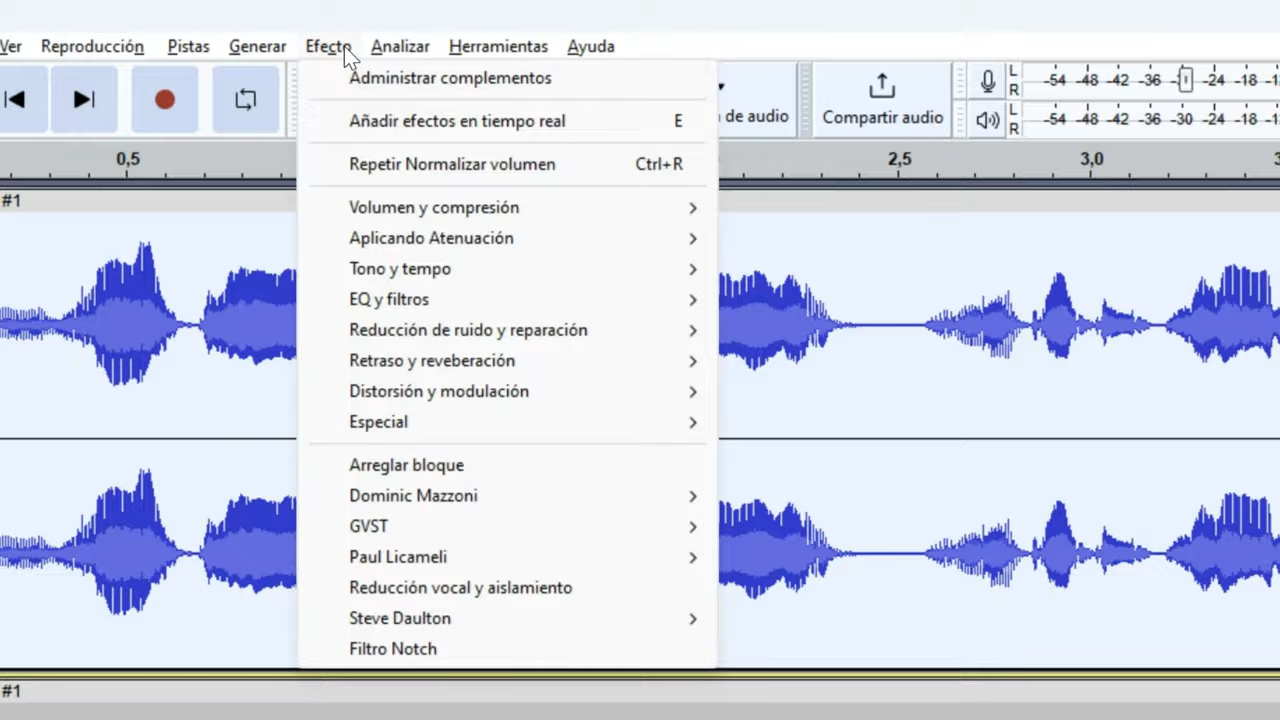 Ver Reproducción Pistas Generar Efecto Analizar Herramientas Ayuda
Administrar complementos
Añadir efectos en tiempo real E
Repetir Normalizar volumen Ctrl+R
Volumen y compresión
Aplicando Atenuación
Tono y tempo
EQ y filtros
Reducción de ruido y reparación
Retraso y reveberación
Distorsión y modulación
Especial
Arreglar bloque
Dominic Mazzoni
GVST
Paul Licameli
Reducción vocal y aislamiento
Steve Daulton
Filtro Notch
de audio
Compartir audio
L
R
-54 -48 -42 -36 -24 -18
L
R
-54 -48 -42 -36 -30 -24 -18
0,5 2,5 3,0
#1
#1